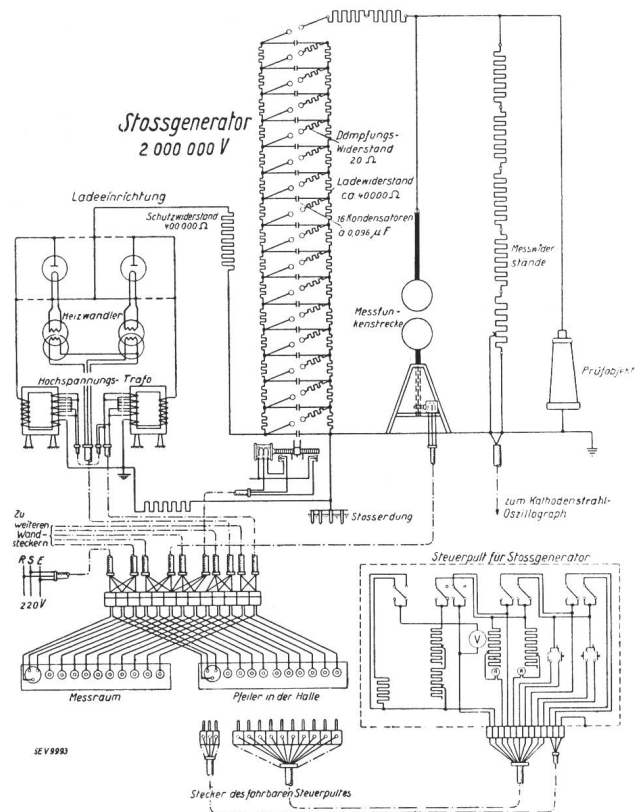 Stossgenerator
2 000 000 V
Dämpfungs-
Widerstand
20 Ω
Ladewiderstand
ca 40000 Ω
16 Kondensatoren
à 0,096 µF
Ladeeinrichtung
Schutzwiderstand
400 000 Ω
Heizwandler
Hochspannungs-Trafo
Messfun-
kenstrecke
Messwider
stände
Prüfobjekt
zum Kathodenstrahl-
Oszillograph
Stosserdung
Zu
weiteren
Wand-
steckern
R S E
220 V
Messraum
Pfeiler in der Halle
Steuerpult für Stossgenerator
V
Stecker des fahrbaren Steuerpultes
SEV 9993